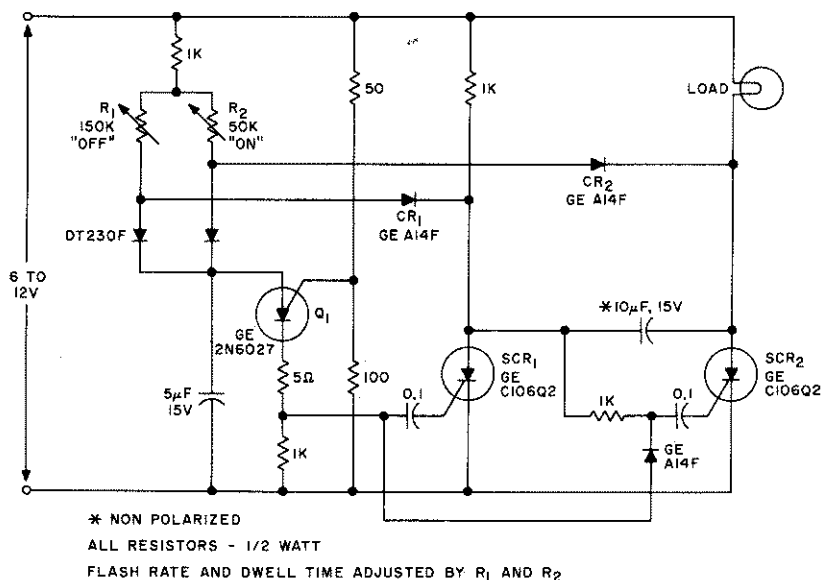 1K
R1
150K
"OFF"
R2
50K
"ON"
50
1K
LOAD
CR2
GE A14F
CR1
GE A14F
DT230F
6 TO
12V
Q1
GE
2N6027
*10μF, 15V
5μF
15V
5Ω
100
0.1
SCR1
GE
C106Q2
1K
0.1
SCR2
GE
C106Q2
1K
GE
A14F
* NON POLARIZED
ALL RESISTORS - 1/2 WATT
FLASH RATE AND DWELL TIME ADJUSTED BY R1 AND R2